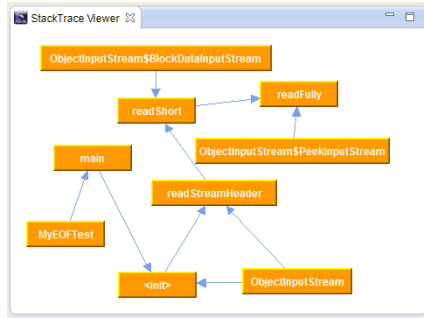 StackTrace Viewer
ObjectInputStream$BlockDataInputStream
readFully
readShort
main
ObjectInputStream$PeekInputStream
readStreamHeader
MyEOFTest
<init>
ObjectInputStream